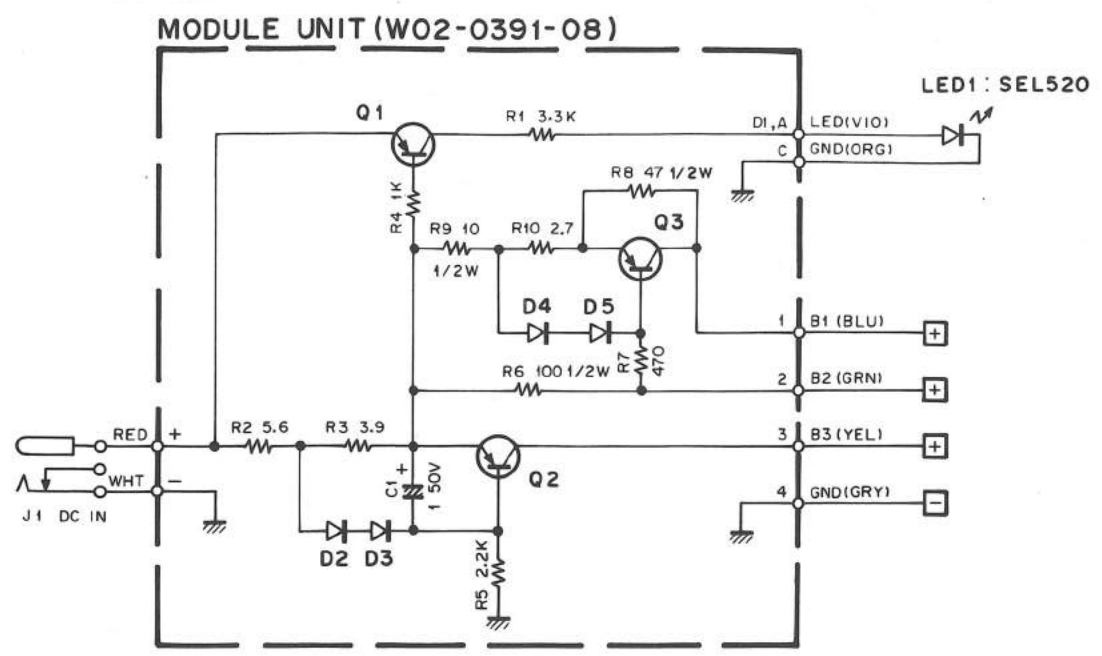 MODULE UNIT (W02-0391-08)
LED1 : SEL520
Q1
R1 3.3K
D1, A
LED(VIO)
C
GND(ORG)
R4 1K
R8 47 1/2W
R9 10
1/2W
R10 2.7
Q3
D4
D5
R7
470
1
B1 (BLU)
+
R6 100 1/2W
2
B2 (GRN)
+
RED
+
R2 5.6
R3 3.9
3
B3 (YEL)
+
Q2
+
C1
1 50V
WHT
-
J1 DC IN
4
GND(GRY)
-
D2
D3
R5 2.2K